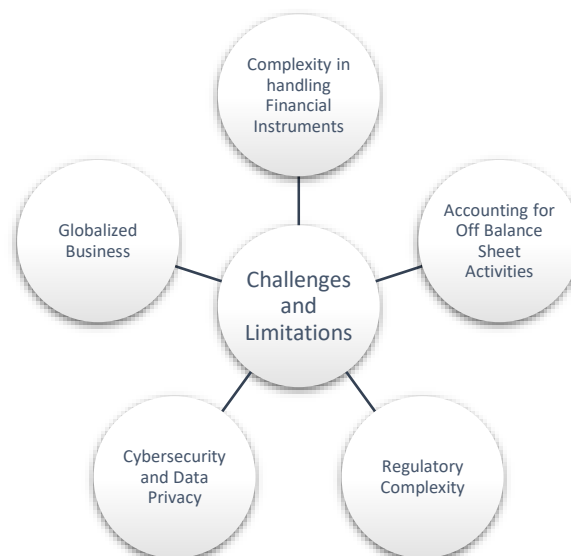 Complexity in
handling
Financial
Instruments
Accounting for
Off Balance
Sheet
Activities
Regulatory
Complexity
Cybersecurity
and Data
Privacy
Globalized
Business
Challenges
and
Limitations